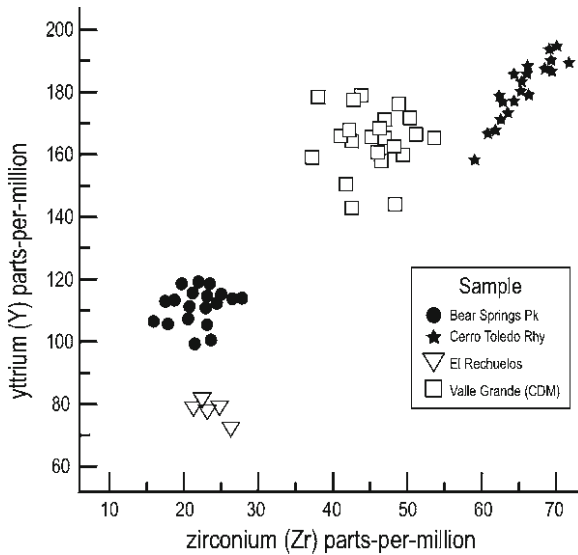 200
180
160
140
120
100
80
60
yttrium (Y) parts-per-million
Sample
Bear Springs Pk
Cerro Toledo Rhy
El Rechuelos
Valle Grande (CDM)
10 20 30 40 50 60 70
zirconium (Zr) parts-per-million